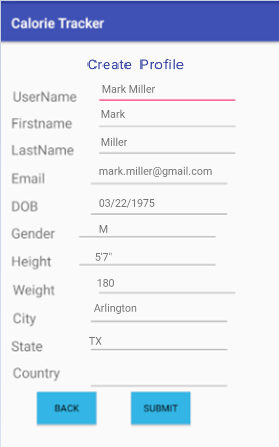 Calorie Tracker
Create Profile
UserName Mark Miller
Firstname Mark
LastName Miller
Email mark.miller@gmail.com
DOB 03/22/1975
Gender M
Height 5'7"
Weight 180
City Arlington
State TX
Country
BACK SUBMIT